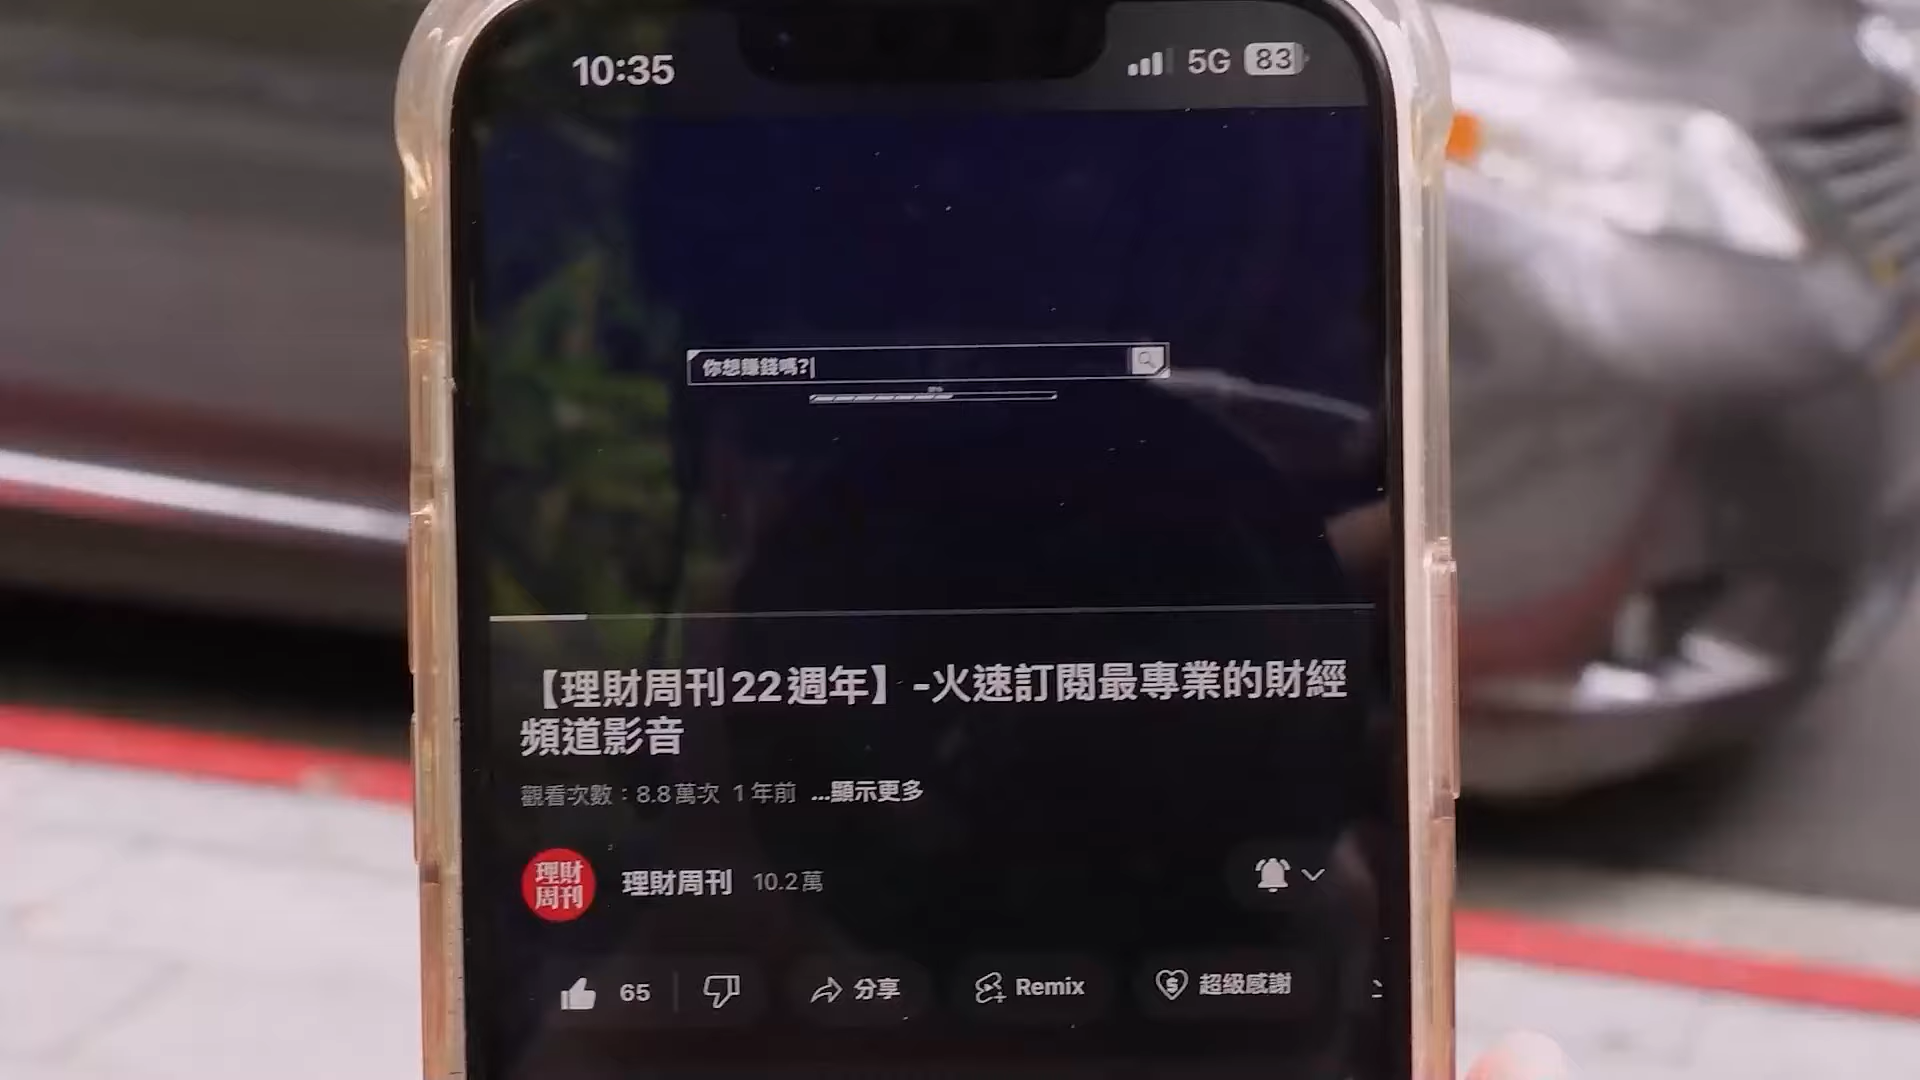 10:35
5G 83
你想賺錢嗎?
【理財周刊22週年】-火速訂閱最專業的財經
頻道影音
觀看次數：8.8萬次 1年前 ...顯示更多
理財
周刊
理財周刊 10.2萬
65
分享
Remix
超級感謝